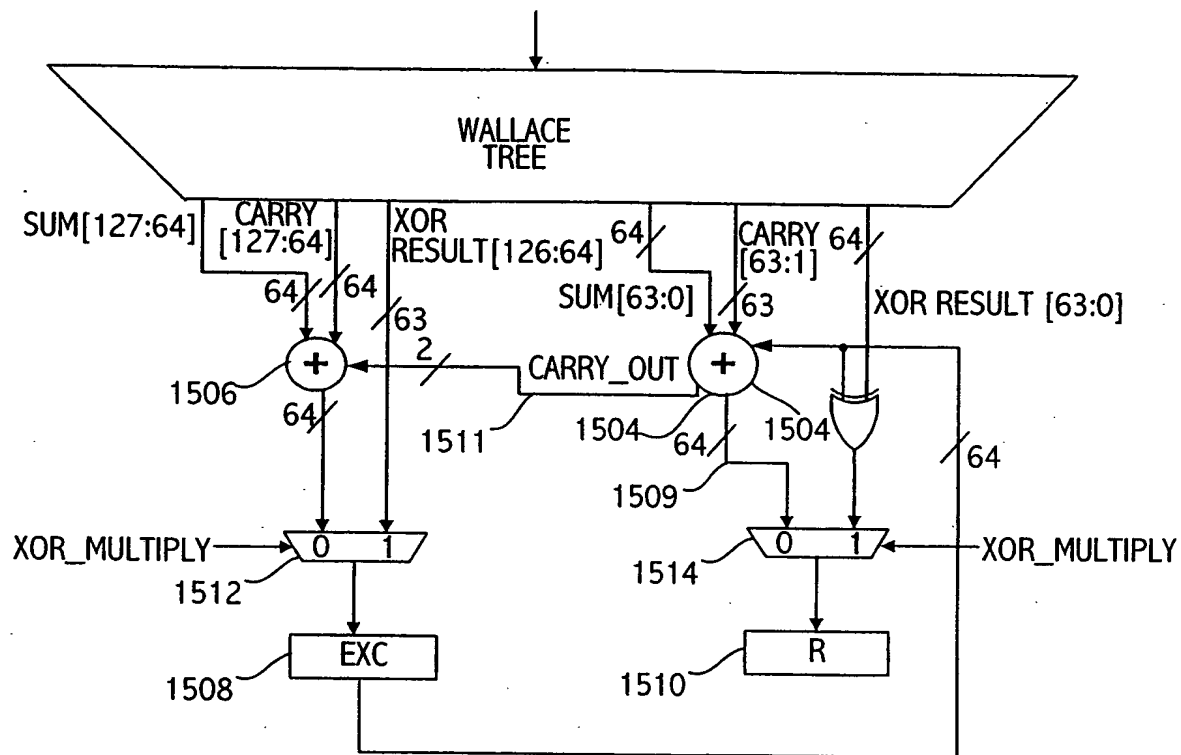 WALLACE
TREE
SUM[127:64]
CARRY
[127:64]
XOR
RESULT[126:64]
64
CARRY
[63:1]
64
64
64
63
SUM[63:0]
63
XOR RESULT [63:0]
+
2
CARRY_OUT
+
1506
64
1511
1504
1504
64
64
1509
XOR_MULTIPLY
0
1
0
1
XOR_MULTIPLY
1512
1514
EXC
R
1508
1510